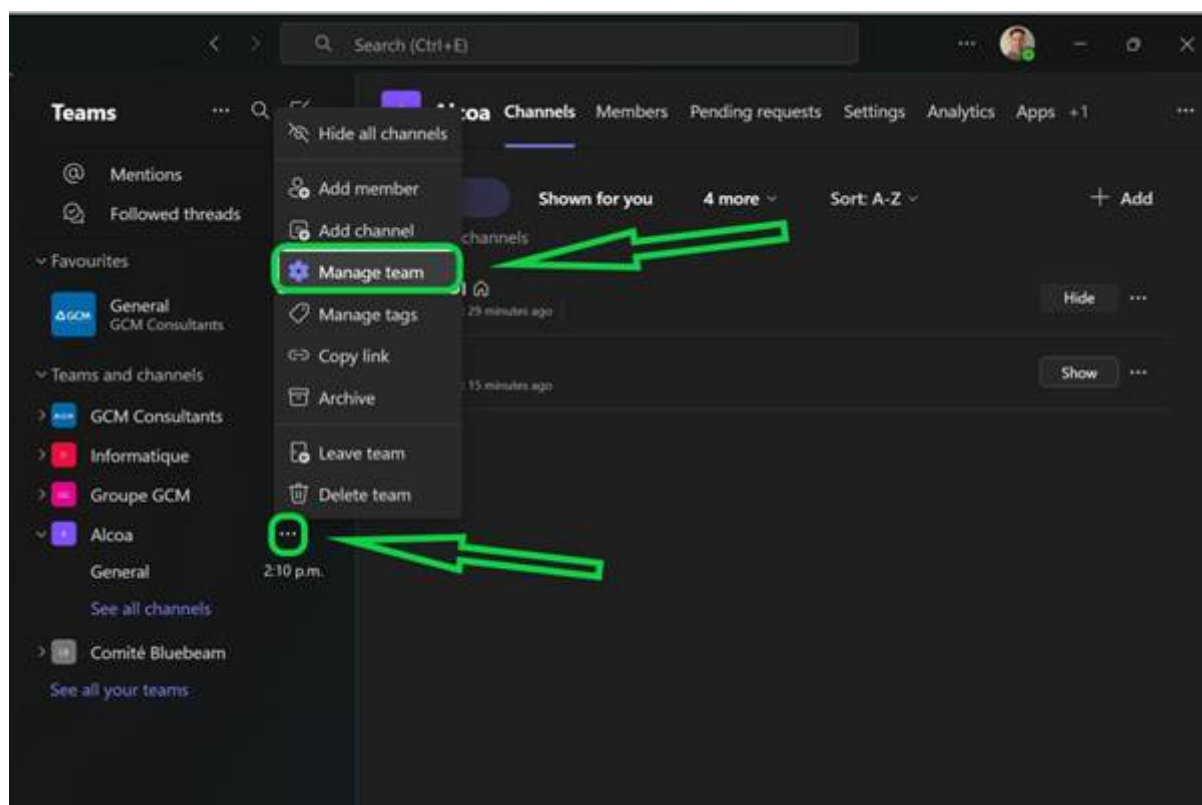 Search (Ctrl+E)
Teams
Mentions
Followed threads
Favourites
GCM
General
GCM Consultants
Teams and channels
GCM Consultants
Informatique
Groupe GCM
Alcoa
General 2:10 p.m.
See all channels
Comité Bluebeam
See all your teams
Hide all channels
Add member
Add channel
Manage team
Manage tags
Copy link
Archive
Leave team
Delete team
Channels Members Pending requests Settings Analytics Apps +1
Shown for you 4 more Sort: A-Z + Add
channels
29 minutes ago
Hide
15 minutes ago
Show